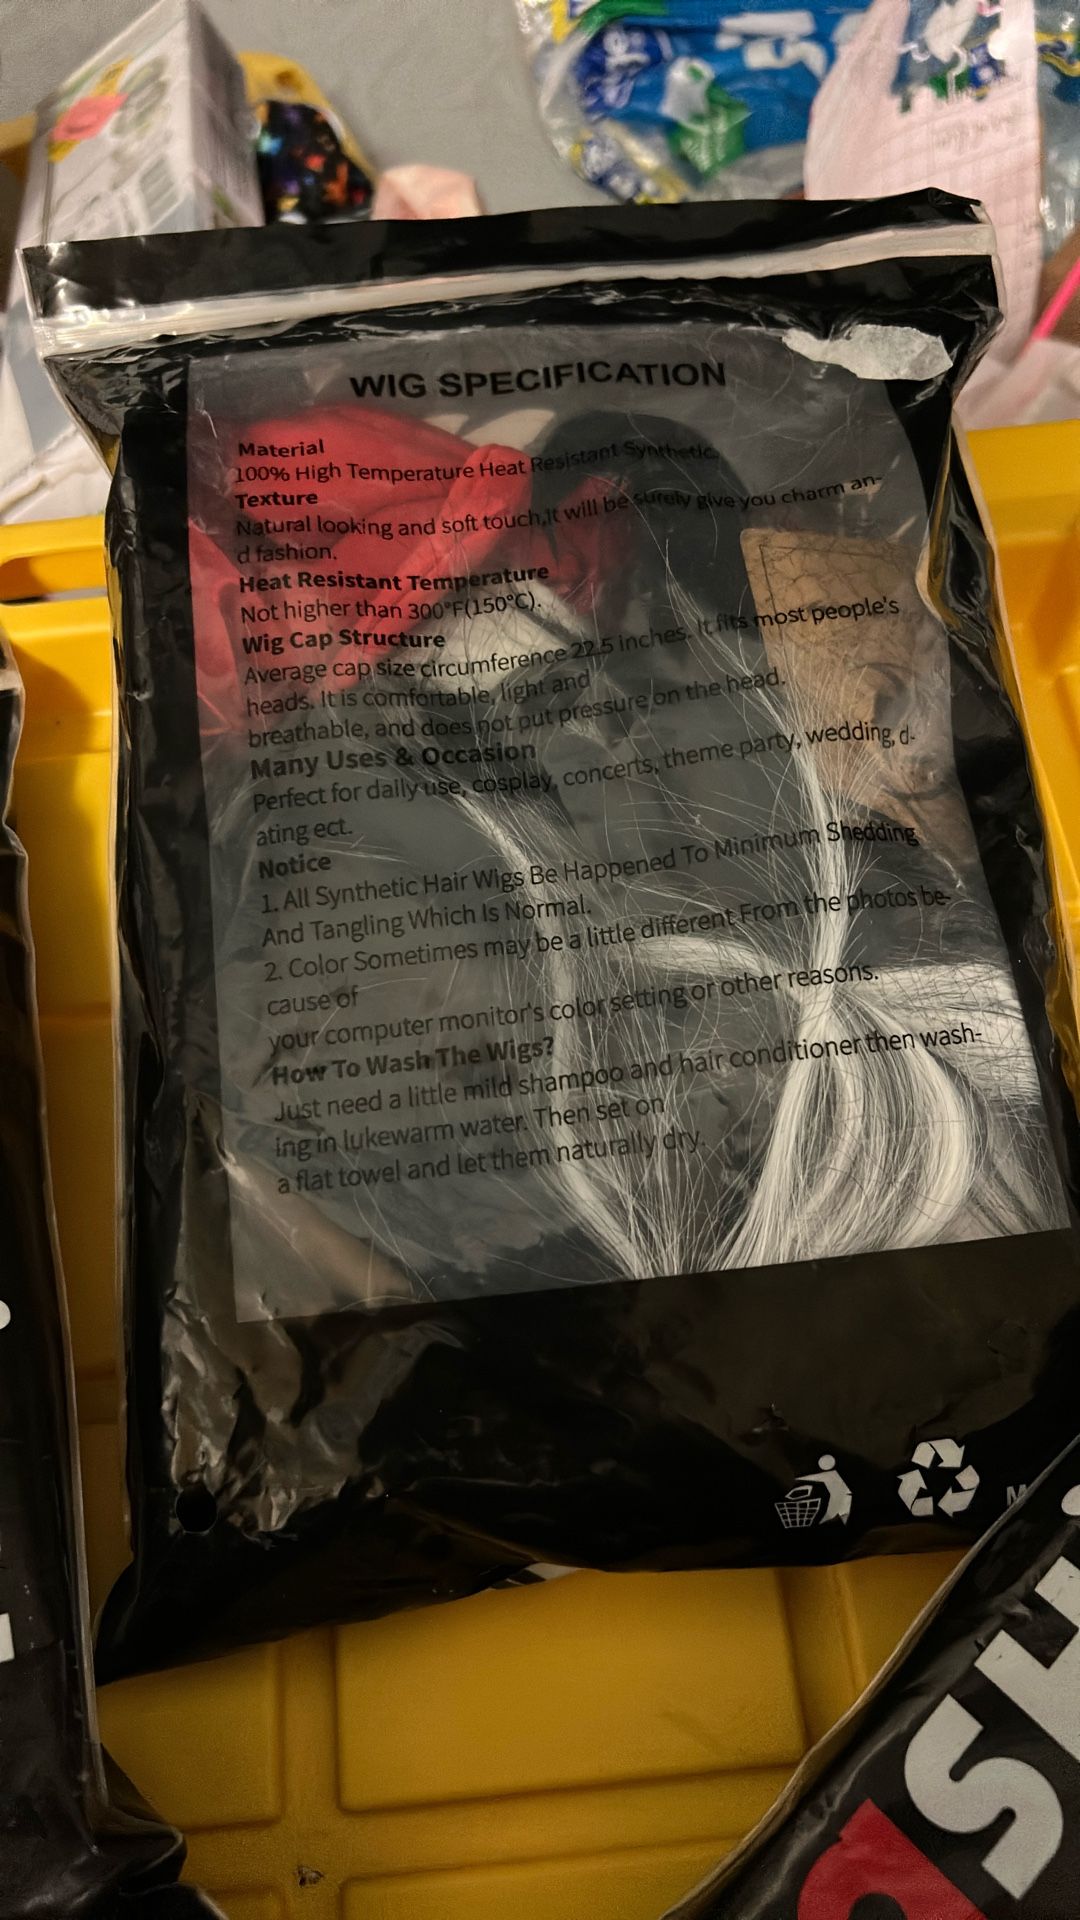 WIG SPECIFICATION
Material
100% High Temperature Heat Resistant Synthetic.
Texture
Natural looking and soft touch,it will be surely give you charm an-
d fashion.
Heat Resistant Temperature
Not higher than 300°F(150°C).
Wig Cap Structure
Average cap size circumference 22.5 inches. It fits most people's
heads. It is comfortable, light and
breathable, and does not put pressure on the head.
Many Uses & Occasion
Perfect for daily use, cosplay, concerts, theme party, wedding, d-
ating ect.
Notice
1. All Synthetic Hair Wigs Be Happened To Minimum Shedding
And Tangling Which Is Normal.
2. Color Sometimes may be a little different From the photos be-
cause of
your computer monitor's color setting or other reasons.
How To Wash The Wigs?
Just need a little mild shampoo and hair conditioner then wash-
ing in lukewarm water. Then set on
a flat towel and let them naturally dry.